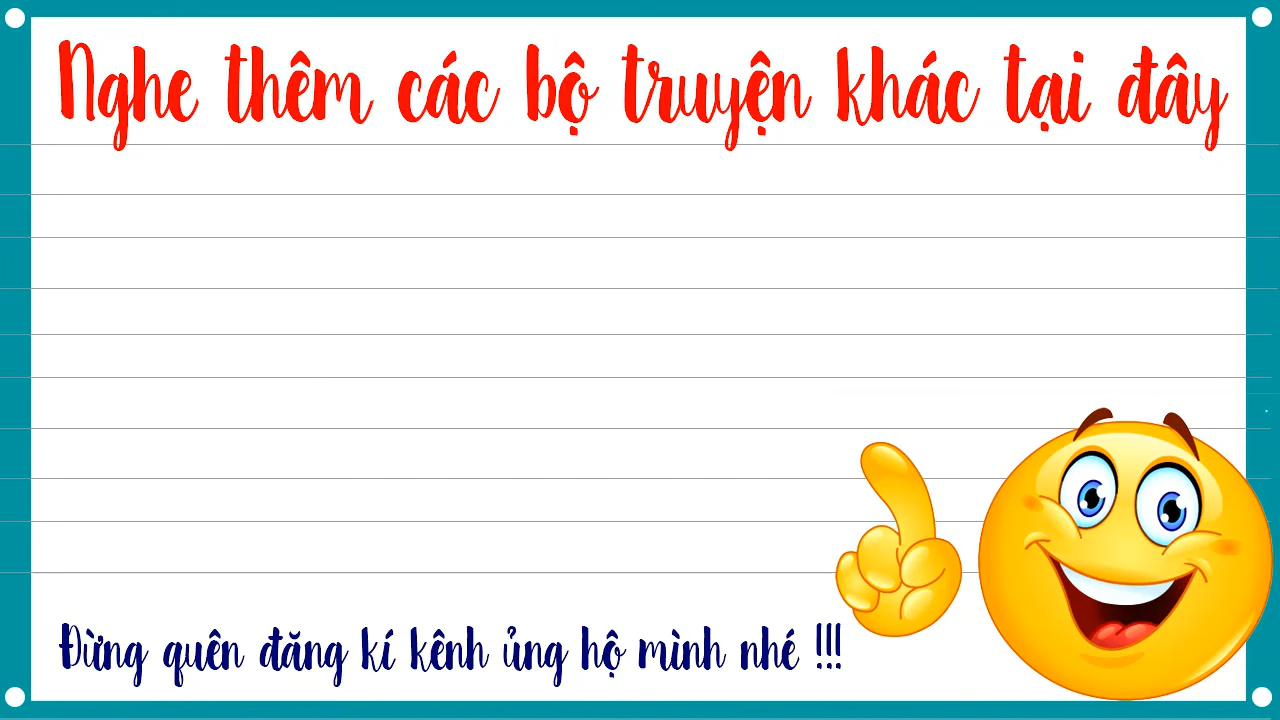 Nghe thêm các bộ truyện khác tại đây
Đừng quên đăng kí kênh ủng hộ mình nhé !!!